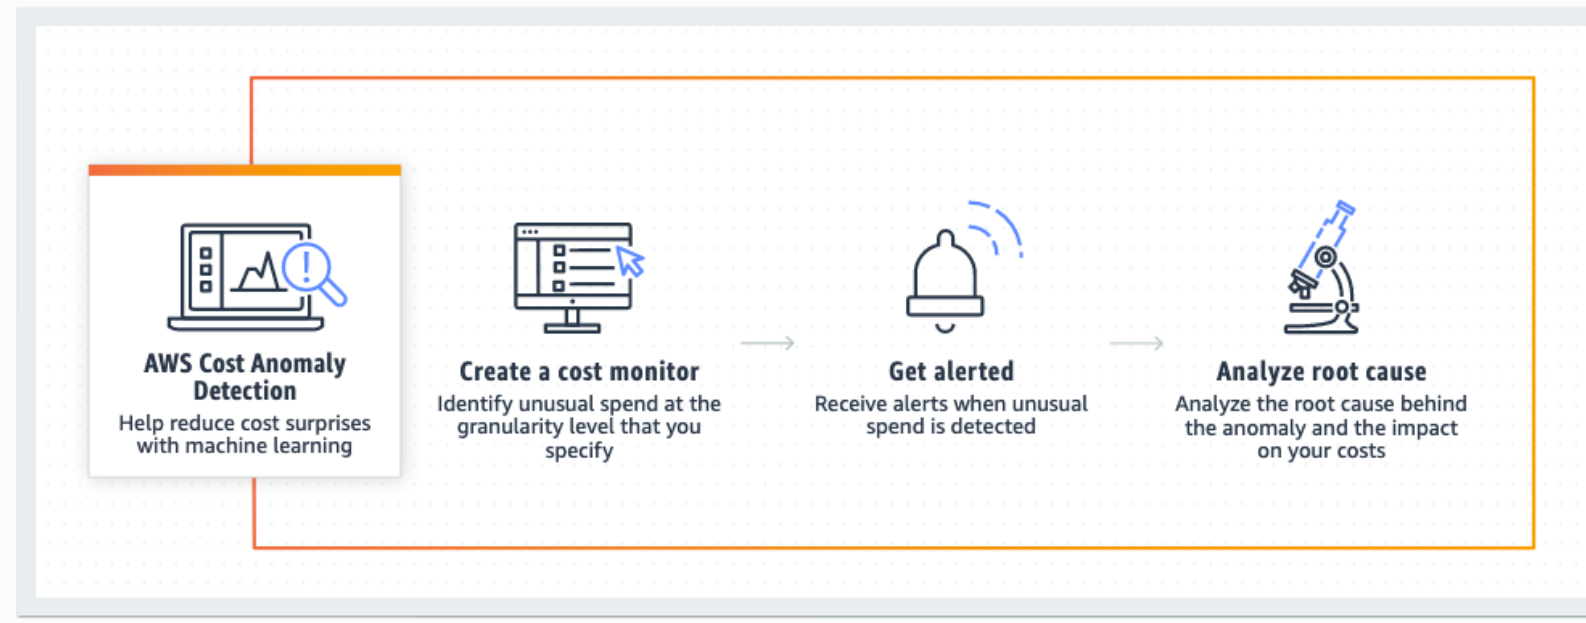 AWS Cost Anomaly
Detection
Help reduce cost surprises
with machine learning
Create a cost monitor
Identify unusual spend at the
granularity level that you
specify
Get alerted
Receive alerts when unusual
spend is detected
Analyze root cause
Analyze the root cause behind
the anomaly and the impact
on your costs